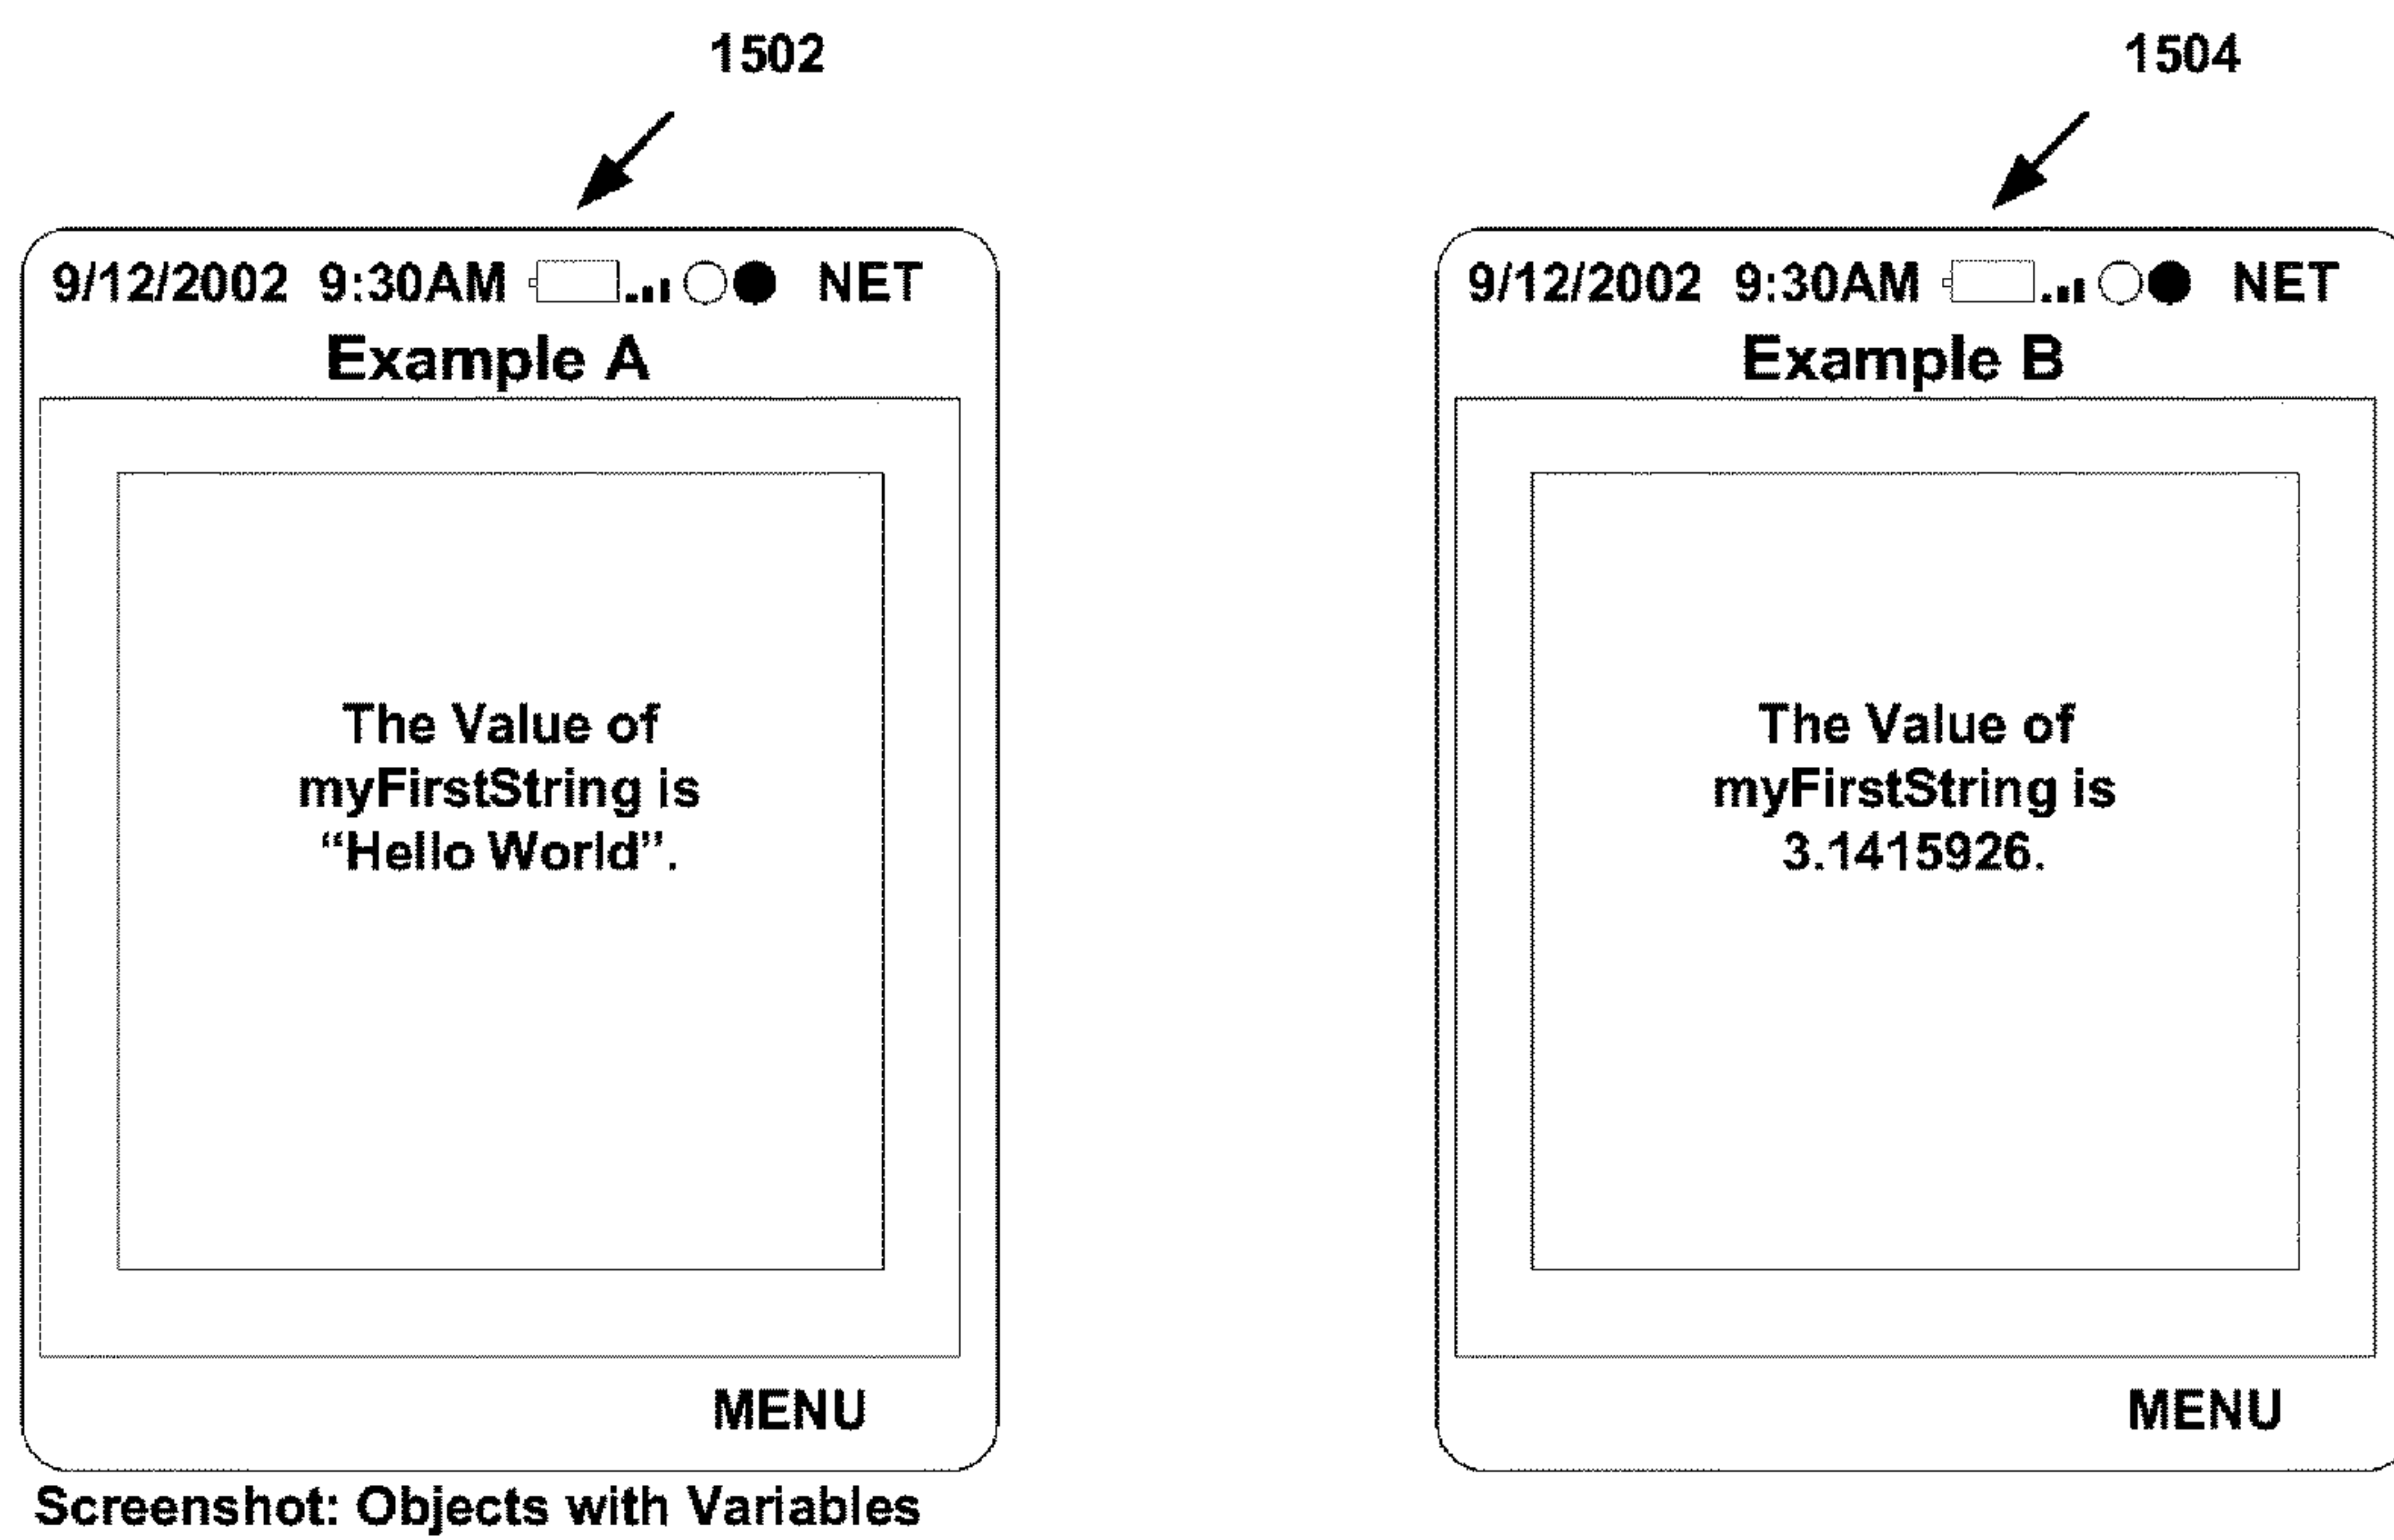 1502
9/12/2002 9:30AM NET
Example A
The Value of
myFirstString is
“Hello World”.
MENU
Screenshot: Objects with Variables
1504
9/12/2002 9:30AM NET
Example B
The Value of
myFirstString is
3.1415926.
MENU